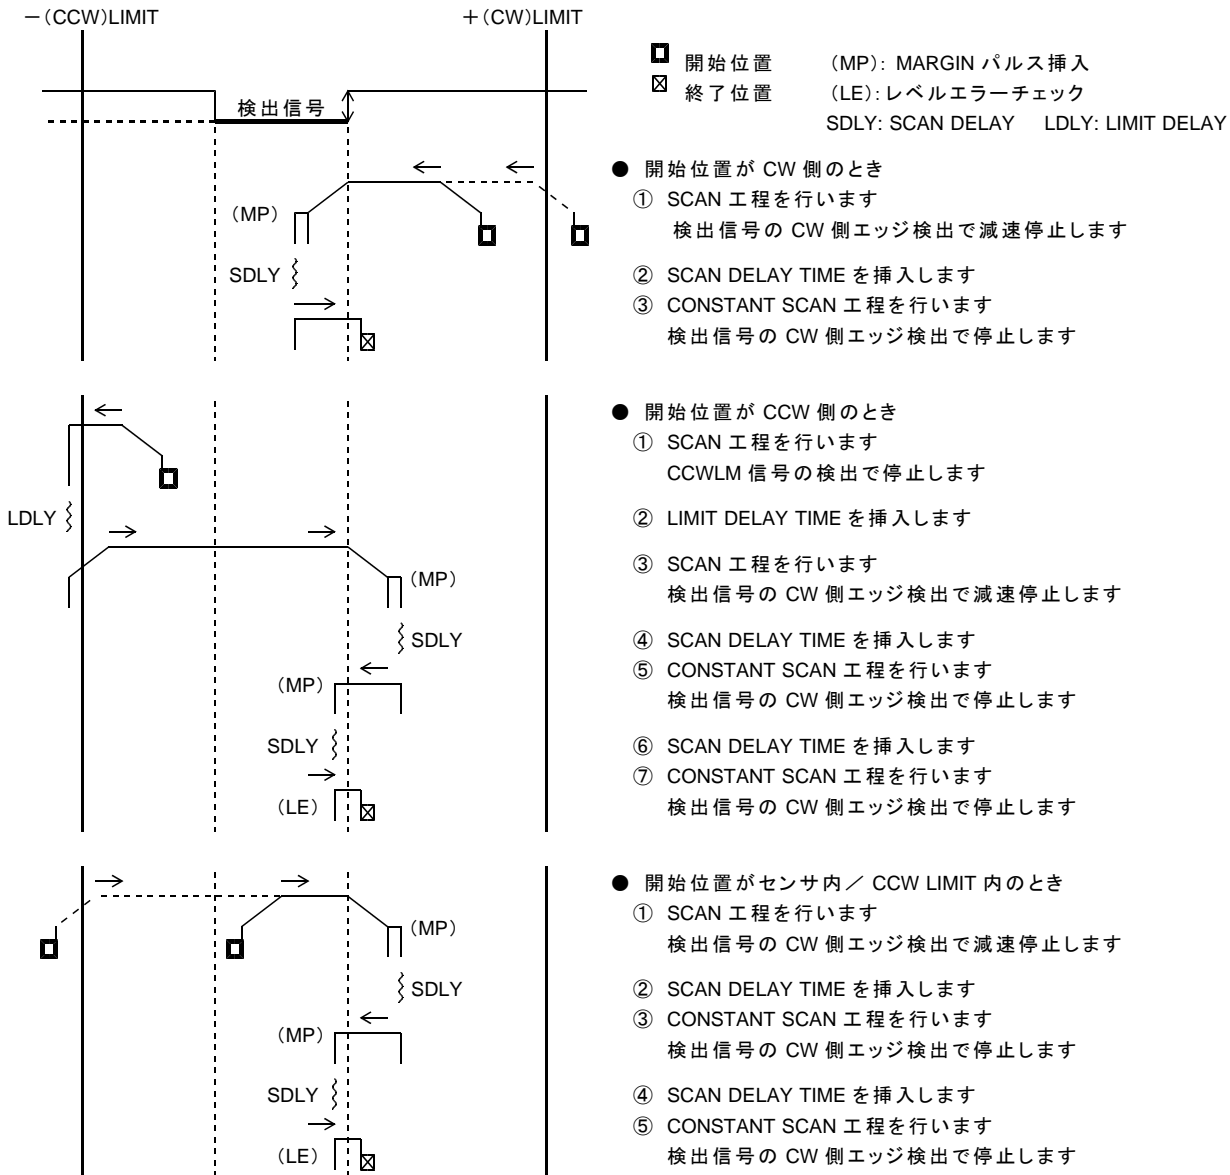 －(CCW)LIMIT
＋(CW)LIMIT
検出信号
開始位置 (MP): MARGIN パルス挿入
終了位置 (LE):レベルエラーチェック
SDLY: SCAN DELAY LDLY: LIMIT DELAY
(MP)
SDLY
● 開始位置が CW 側のとき
① SCAN 工程を行います
検出信号の CW 側エッジ検出で減速停止します
② SCAN DELAY TIME を挿入します
③ CONSTANT SCAN 工程を行います
検出信号の CW 側エッジ検出で停止します
LDLY
(MP)
SDLY
(MP)
SDLY
(LE)
● 開始位置が CCW 側のとき
① SCAN 工程を行います
CCWLM 信号の検出で停止します
② LIMIT DELAY TIME を挿入します
③ SCAN 工程を行います
検出信号の CW 側エッジ検出で減速停止します
④ SCAN DELAY TIME を挿入します
⑤ CONSTANT SCAN 工程を行います
検出信号の CW 側エッジ検出で停止します
⑥ SCAN DELAY TIME を挿入します
⑦ CONSTANT SCAN 工程を行います
検出信号の CW 側エッジ検出で停止します
(MP)
SDLY
(MP)
SDLY
(LE)
● 開始位置がセンサ内／ CCW LIMIT 内のとき
① SCAN 工程を行います
検出信号の CW 側エッジ検出で減速停止します
② SCAN DELAY TIME を挿入します
③ CONSTANT SCAN 工程を行います
検出信号の CW 側エッジ検出で停止します
④ SCAN DELAY TIME を挿入します
⑤ CONSTANT SCAN 工程を行います
検出信号の CW 側エッジ検出で停止します